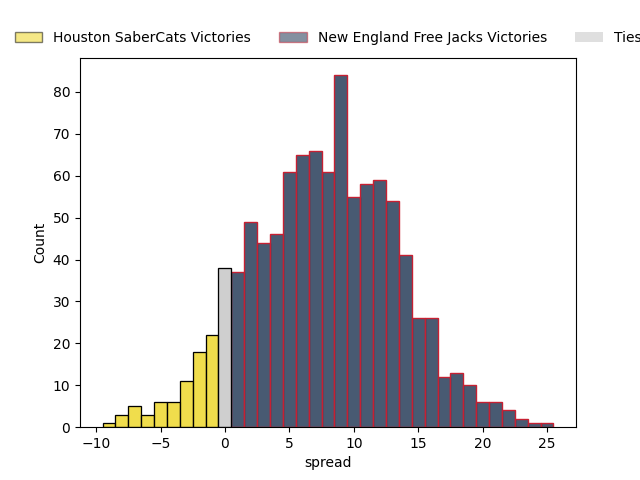 Houston SaberCats Victories New England Free Jacks Victories Ties
80
70
60
50
40
30
20
10
0
Count
−10 −5 0 5 10 15 20 25
spread